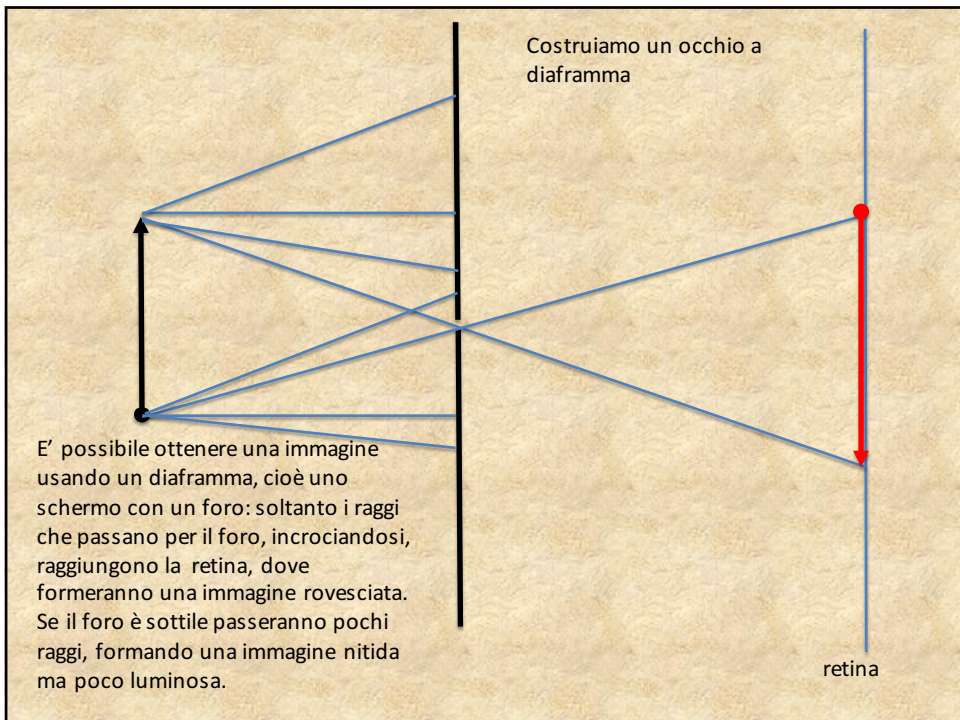 Costruiamo un occhio a
diaframma
E’ possibile ottenere una immagine
usando un diaframma, cioè uno
schermo con un foro: soltanto i raggi
che passano per il foro, incrociandosi,
raggiungono la retina, dove
formeranno una immagine rovesciata.
Se il foro è sottile passeranno pochi
raggi, formando una immagine nitida
ma poco luminosa.
retina